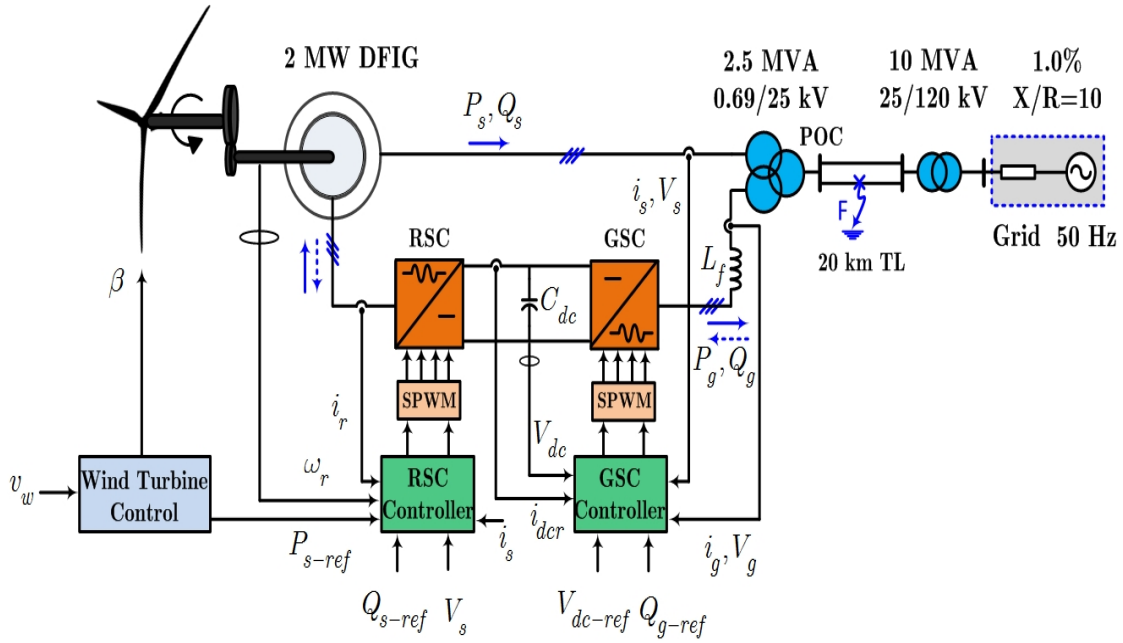 2 MW DFIG
2.5 MVA
0.69/25 kV
10 MVA
25/120 kV
1.0%
X/R=10
P_s, Q_s
POC
i_s, V_s
F
RSC
GSC
L_f
20 km TL
Grid 50 Hz
β
C_dc
P_g, Q_g
SPWM
SPWM
i_r
V_dc
ω_r
v_w
Wind Turbine
Control
RSC
Controller
GSC
Controller
i_dcr
i_s
P_s-ref
i_g, V_g
Q_s-ref
V_s
V_dc-ref
Q_g-ref